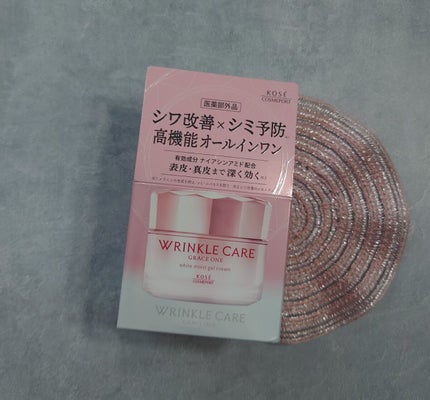 KOSÉ
COSMEPORT
医薬部外品
シワ改善×シミ予防
高機能オールインワン
有効成分 ナイアシンアミド配合
表皮・真皮まで深く効く
WRINKLE CARE
GRACE ONE
white moist gel cream
KOSÉ
COSMEPORT
WRINKLE CARE